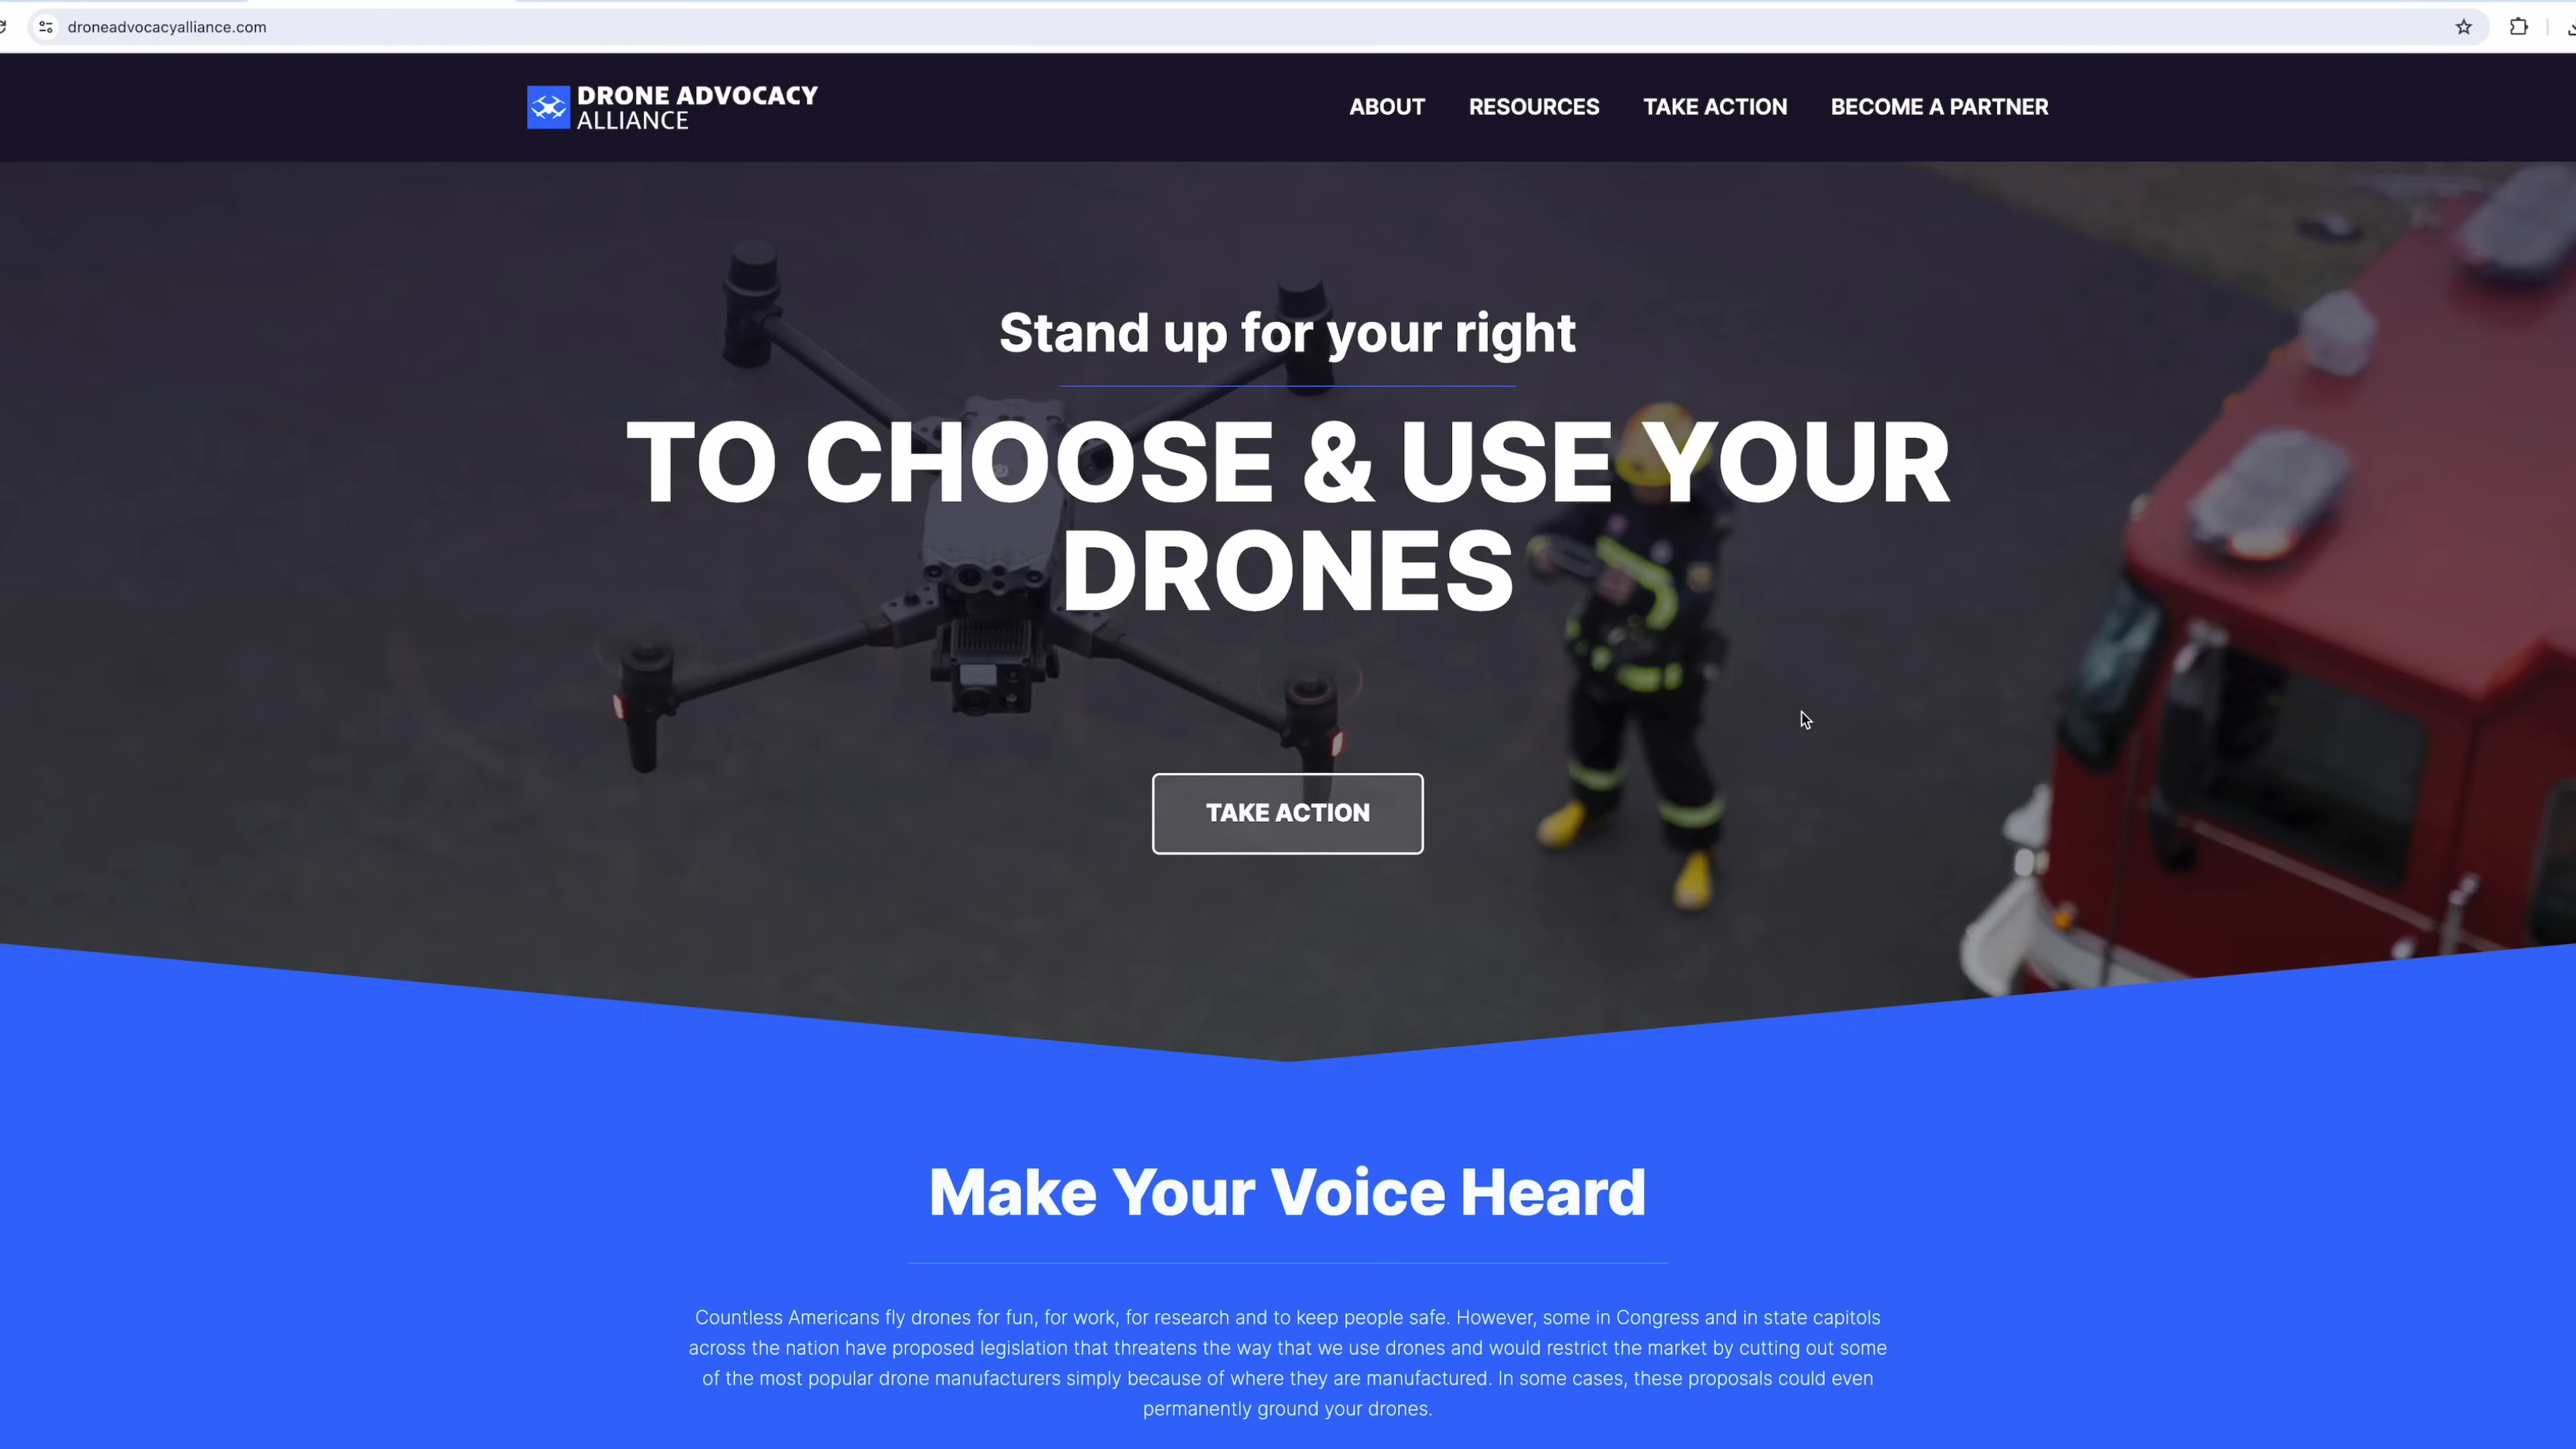 droneadvocacyalliance.com
DRONE ADVOCACY
ALLIANCE
ABOUT RESOURCES TAKE ACTION BECOME A PARTNER
Stand up for your right
TO CHOOSE & USE YOUR
DRONES
TAKE ACTION
Make Your Voice Heard
Countless Americans fly drones for fun, for work, for research and to keep people safe. However, some in Congress and in state capitols
across the nation have proposed legislation that threatens the way that we use drones and would restrict the market by cutting out some
of the most popular drone manufacturers simply because of where they are manufactured. In some cases, these proposals could even
permanently ground your drones.